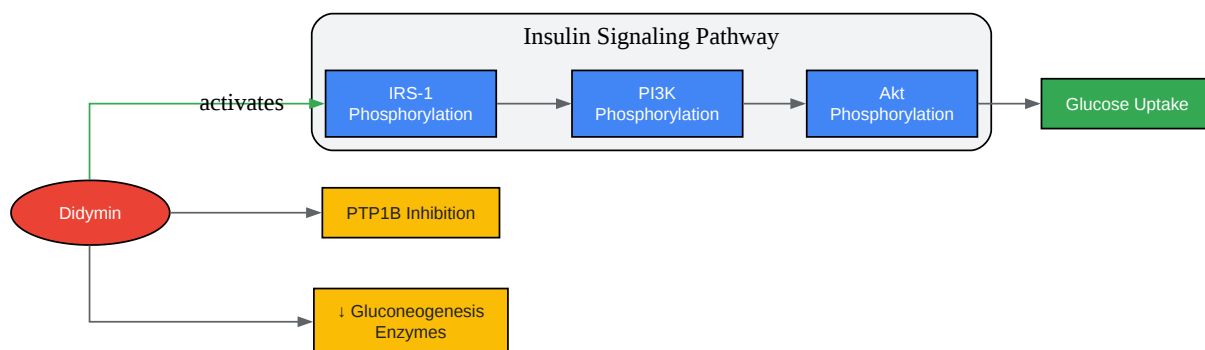 Insulin Signaling Pathway
activates
IRS-1
Phosphorylation
PI3K
Phosphorylation
Akt
Phosphorylation
Glucose Uptake
Didymin
PTP1B Inhibition
↓ Gluconeogenesis
Enzymes